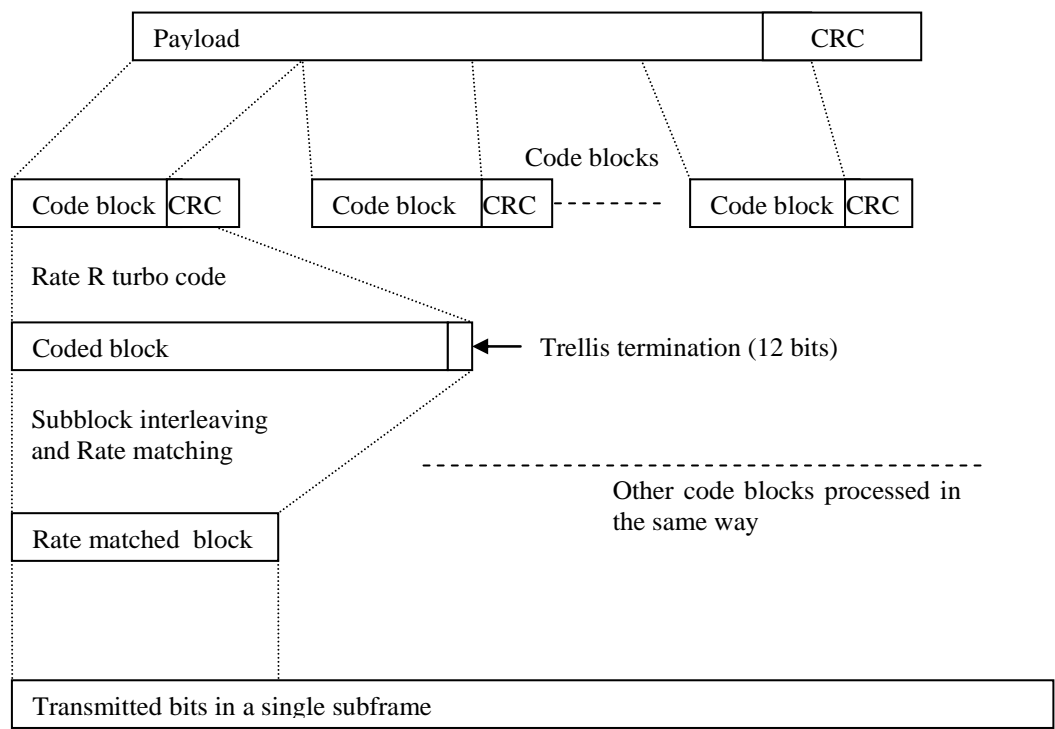 Payload CRC
Code blocks
Code block CRC Code block CRC Code block CRC
Rate R turbo code
Coded block
Trellis termination (12 bits)
Subblock interleaving
and Rate matching
Other code blocks processed in
the same way
Rate matched block
Transmitted bits in a single subframe